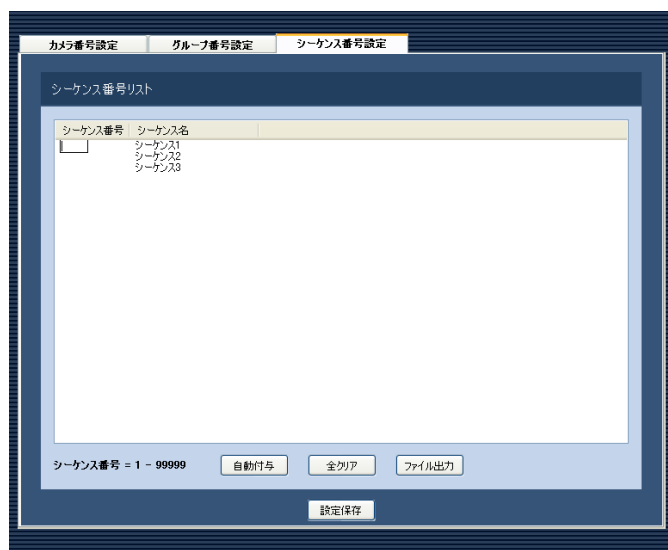 カメラ番号設定 グループ番号設定 シーケンス番号設定
シーケンス番号リスト
シーケンス番号 シーケンス名
シーケンス1
シーケンス2
シーケンス3
シーケンス番号 = 1 - 99999 自動付与 全クリア ファイル出力
設定保存